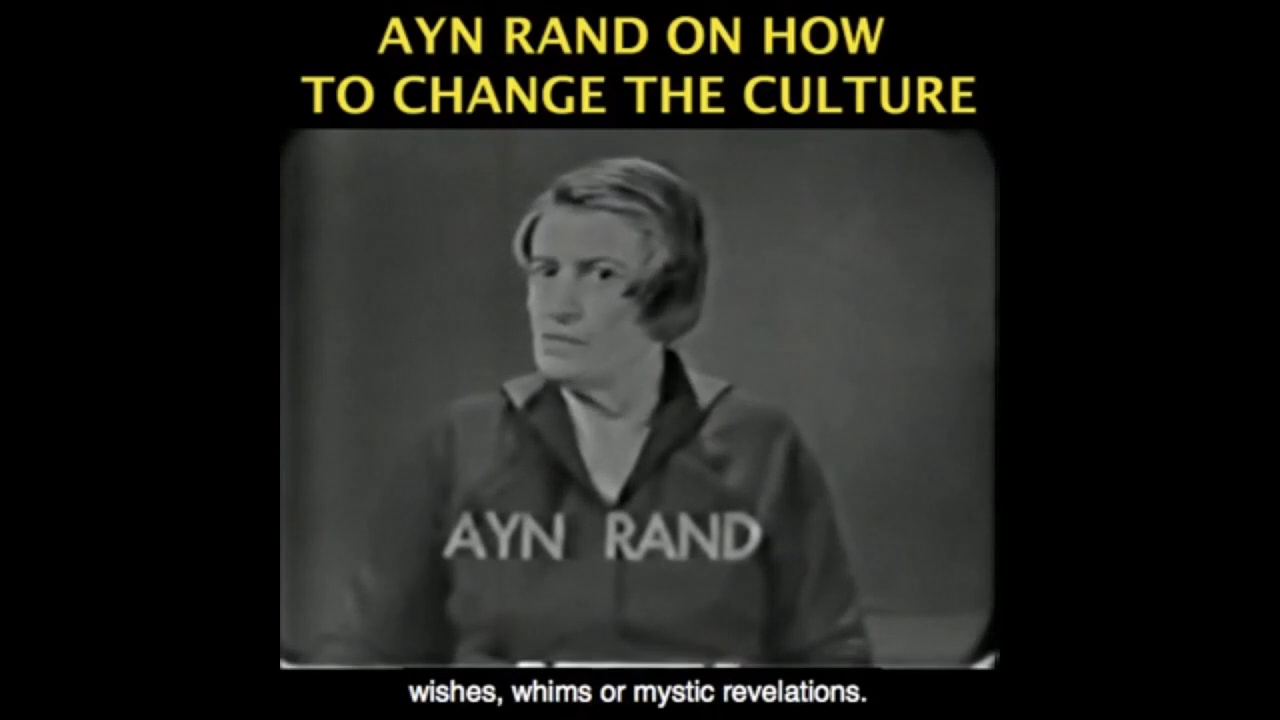 AYN RAND ON HOW
TO CHANGE THE CULTURE
AYN RAND
wishes, whims or mystic revelations.